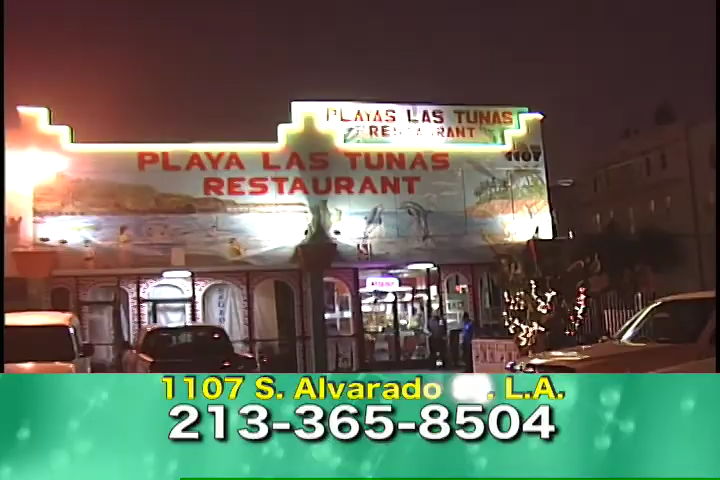 PLAYAS LAS TUNAS
RESTAURANT
1107
PLAYA LAS TUNAS
RESTAURANT
1107 S. Alvarado . L.A.
213-365-8504